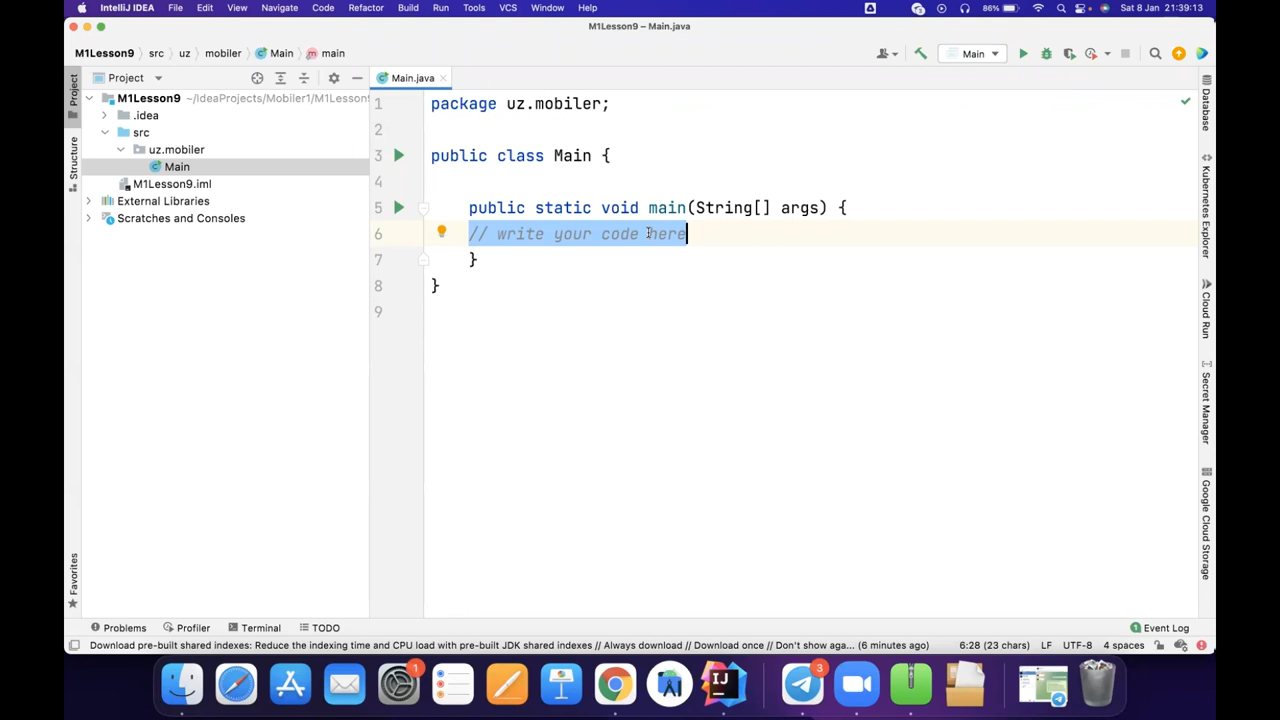 IntelliJ IDEA File Edit View Navigate Code Refactor Build Run Tools VCS Window Help 86% Sat 8 Jan 21:39:13
M1Lesson9 – Main.java
M1Lesson9 src uz mobiler Main main Main
Project Main.java
M1Lesson9 ~/IdeaProjects/Mobiler1/M1Lesson
.idea
src
uz.mobiler
Main
M1Lesson9.iml
External Libraries
Scratches and Consoles
1 package uz.mobiler;
2
3 public class Main {
4
5 public static void main(String[] args) {
6 // write your code here
7 }
8 }
9
Project
Structure
Favorites
Database
Kubernetes Explorer
Cloud Run
Secret Manager
Google Cloud Storage
Problems Profiler Terminal TODO Event Log
Download pre-built shared indexes: Reduce the indexing time and CPU load with pre-built JDK shared indexes // Always download // Download once // Don't show aga... (6 minutes ago) 6:28 (23 chars) LF UTF-8 4 spaces
1 IJ 3